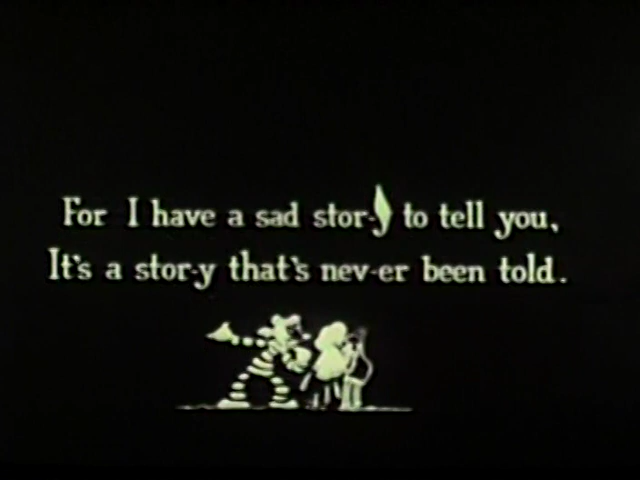 For I have a sad stor-y to tell you,
It's a stor-y that's nev-er been told.